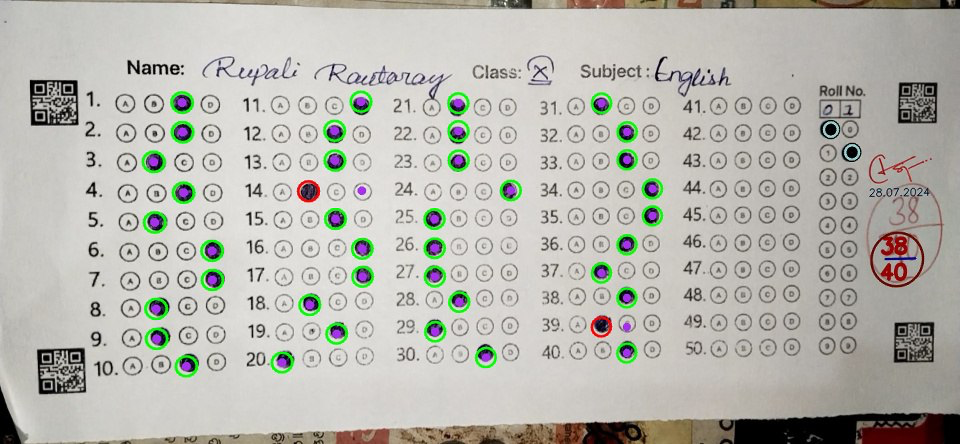 Name: Rupali Rautaray Class: X Subject: English
Roll No.
0 1
1. A B D 11. A B C 21. A C D 31. A C D 41. A B C D
2. A B D 12. A B D 22. A C D 32. A B D 42. A B C D
3. A C D 13. A B D 23. A C D 33. A B D 43. A B C D
4. A B D 14. A C 24. A B C 34. A B C 44. A B C D
5. A C D 15. A B D 25. B C D 35. A B C 45. A B C D
6. A B C 16. A B C 26. B C D 36. A B D 46. A B C D
7. A B C 17. A B C 27. B C D 37. A C D 47. A B C D
8. A C D 18. A C D 28. A C D 38. A B D 48. A B C D
9. A C D 19. A B D 29. B C D 39. A D 49. A B C D
10. A B D 20. B C D 30. A B D 40. A B D 50. A B C D
0
1
2 2
3 3
4 4
5 5
6 6
7 7
8 8
9 9
28.07.2024
38
38
40